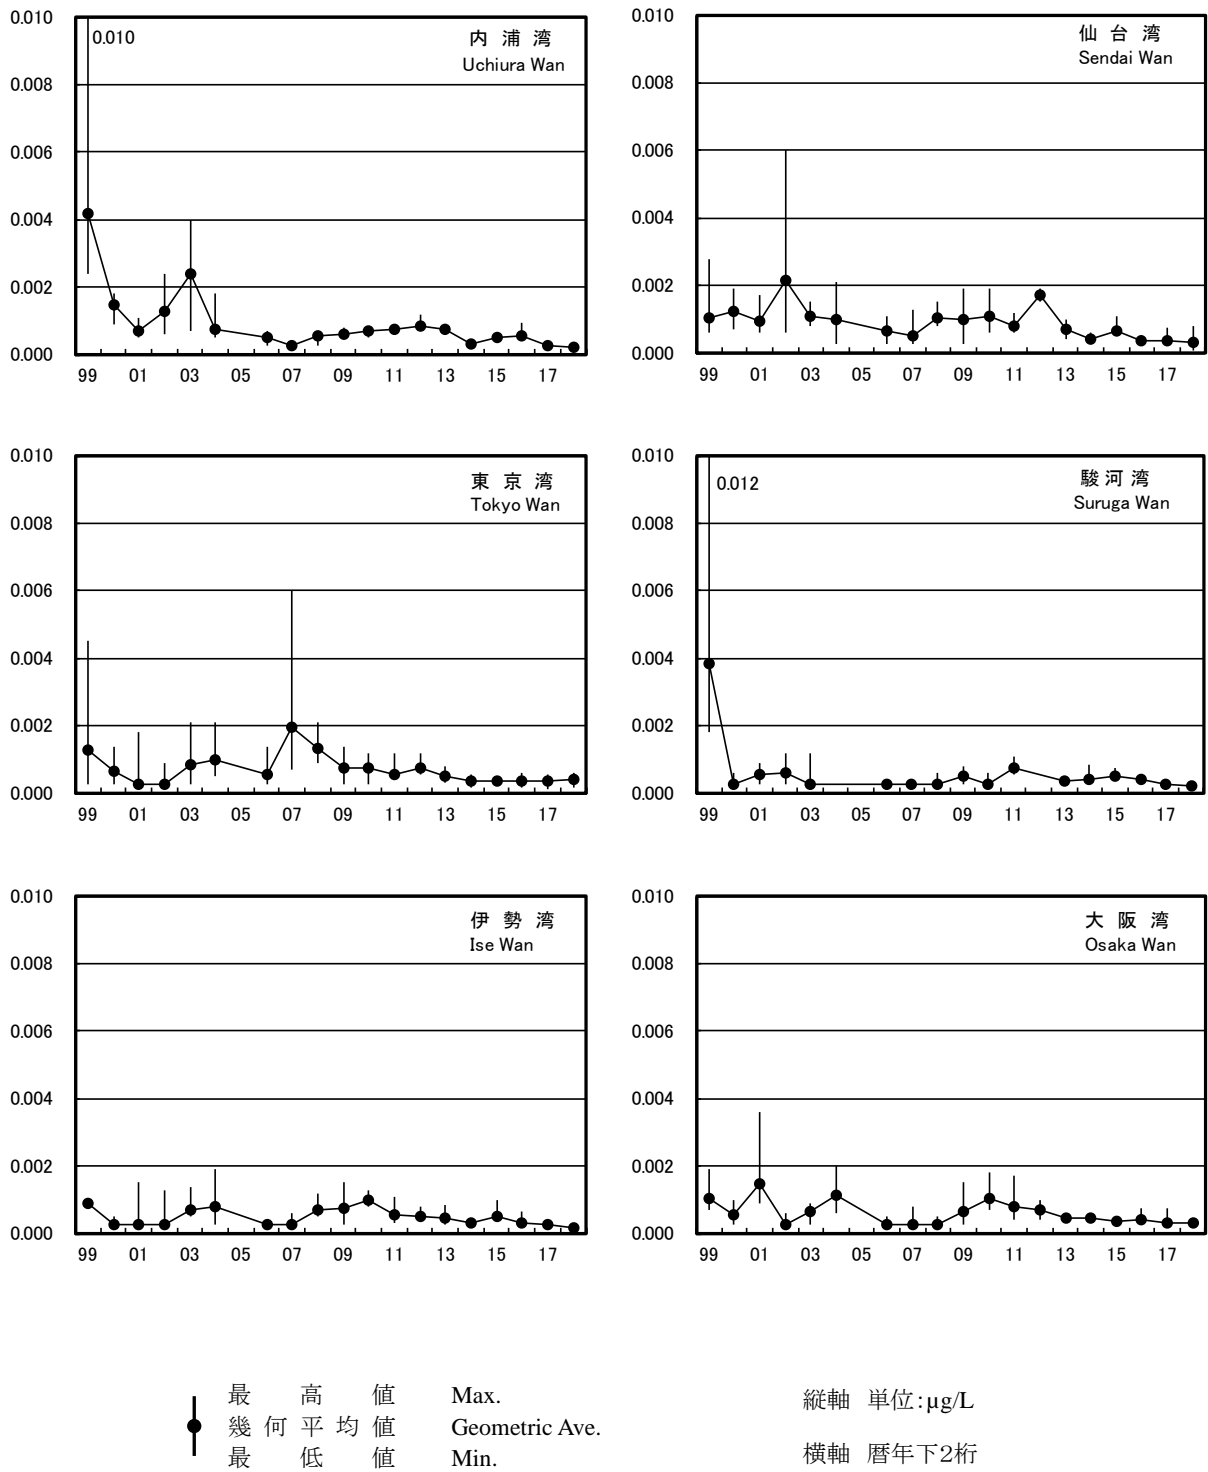 0.010
0.008
0.006
0.004
0.002
0.000
0.010
内浦湾
Uchiura Wan
99 01 03 05 07 09 11 13 15 17
0.010
0.008
0.006
0.004
0.002
0.000
仙台湾
Sendai Wan
99 01 03 05 07 09 11 13 15 17
0.010
0.008
0.006
0.004
0.002
0.000
東京湾
Tokyo Wan
99 01 03 05 07 09 11 13 15 17
0.010
0.008
0.006
0.004
0.002
0.000
0.012
駿河湾
Suruga Wan
99 01 03 05 07 09 11 13 15 17
0.010
0.008
0.006
0.004
0.002
0.000
伊勢湾
Ise Wan
99 01 03 05 07 09 11 13 15 17
0.010
0.008
0.006
0.004
0.002
0.000
大阪湾
Osaka Wan
99 01 03 05 07 09 11 13 15 17
最高値 Max.
幾何平均値 Geometric Ave.
最低値 Min.
縦軸 単位:µg/L
横軸 暦年下2桁